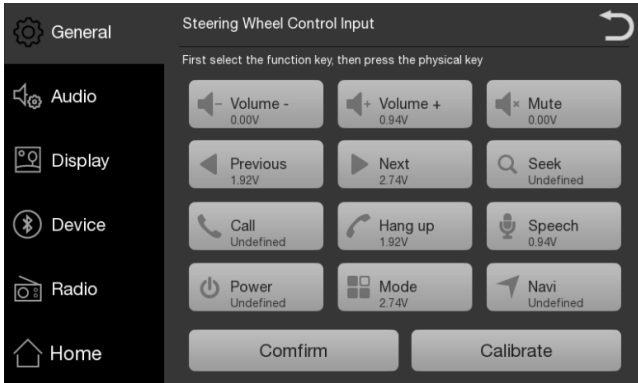 General
Steering Wheel Control Input
First select the function key, then press the physical key
Audio
Volume -
0.00V
Volume +
0.94V
Mute
0.00V
Display
Previous
1.92V
Next
2.74V
Seek
Undefined
Device
Call
Undefined
Hang up
1.92V
Speech
0.94V
Radio
Power
Undefined
Mode
2.74V
Navi
Undefined
Home
Comfirm
Calibrate